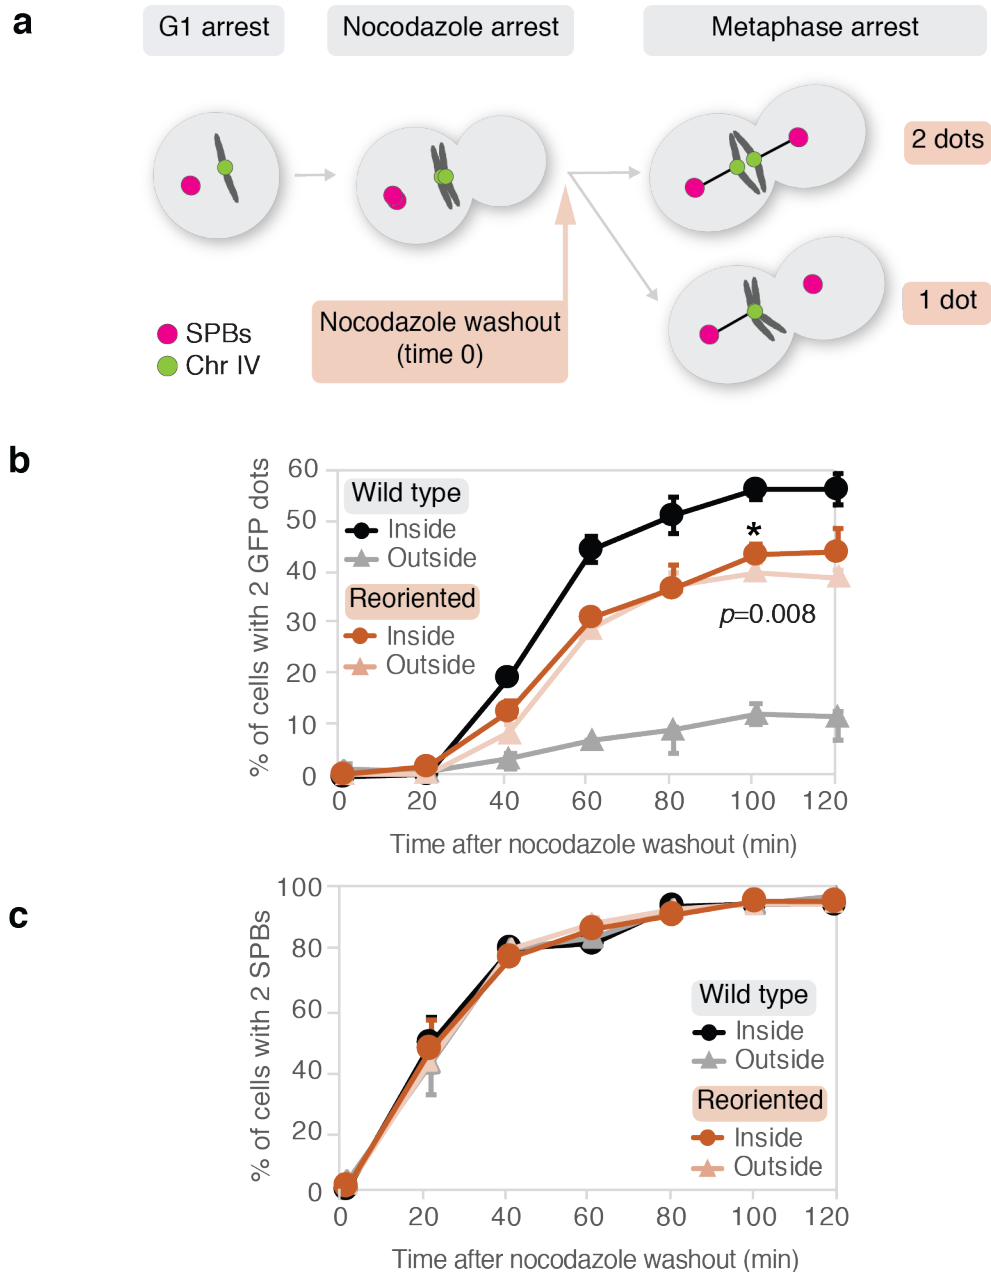 a
G1 arrest
Nocodazole arrest
Metaphase arrest
2 dots
1 dot
Nocodazole washout
(time 0)
SPBs
Chr IV
b
% of cells with 2 GFP dots
60
50
40
30
20
10
0
Wild type
Inside
Outside
Reoriented
Inside
Outside
*
p=0.008
0 20 40 60 80 100 120
Time after nocodazole washout (min)
c
% of cells with 2 SPBs
100
80
60
40
20
0
Wild type
Inside
Outside
Reoriented
Inside
Outside
0 20 40 60 80 100 120
Time after nocodazole washout (min)